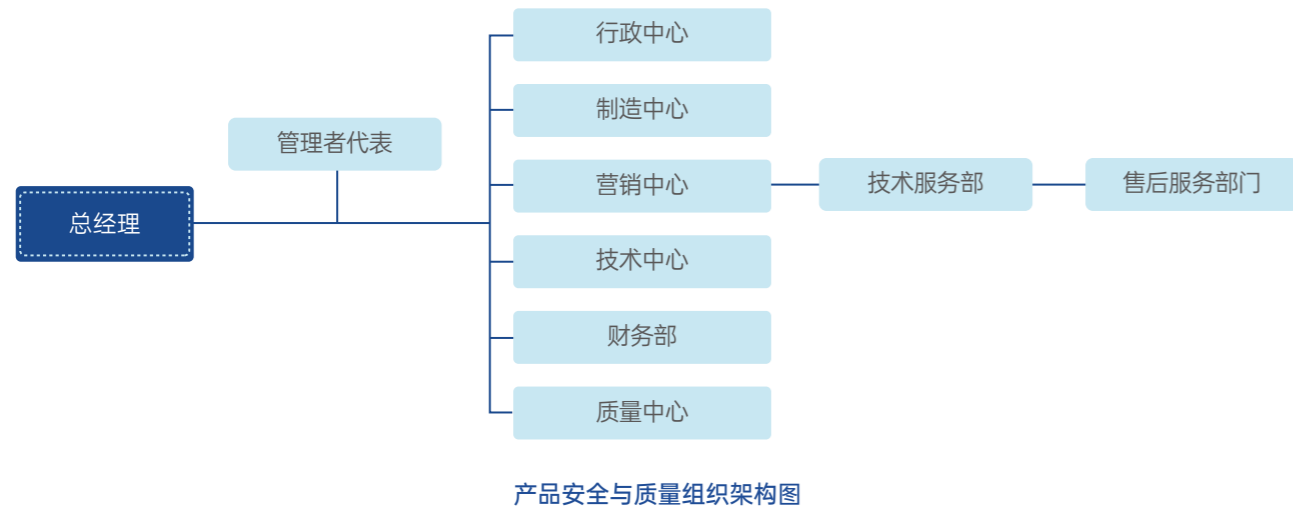 行政中心
制造中心
管理者代表
营销中心
技术服务部
售后服务部门
总经理
技术中心
财务部
质量中心
产品安全与质量组织架构图